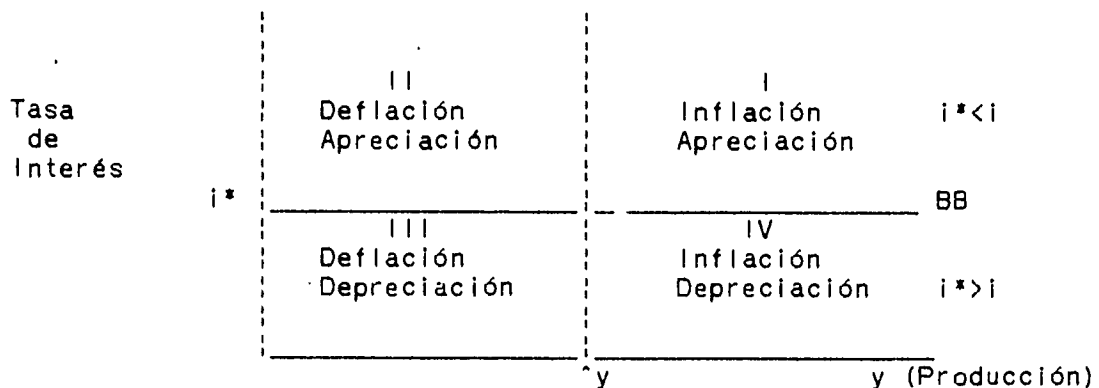 II I
Tasa Deflación Inflación i*<i
de Apreciación Apreciación
Interés
i* BB
III IV
Deflación Inflación
Depreciación Depreciación i*>i
^y y (Producción)